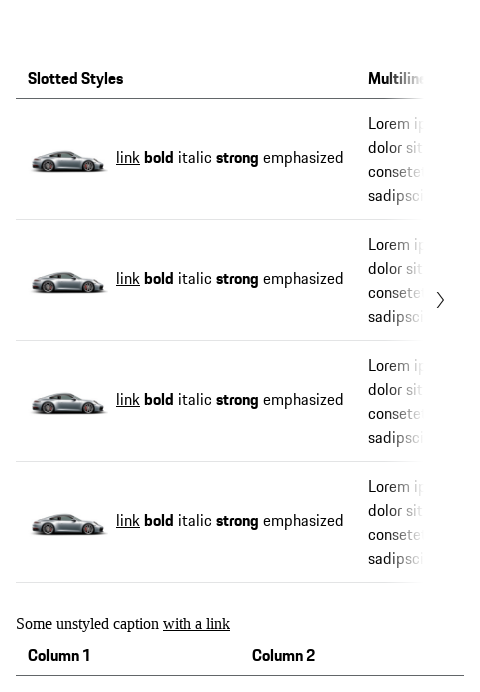 Slotted Styles Multiline
link bold italic strong emphasized
Lorem ip
dolor sit
consete
sadipsci
link bold italic strong emphasized
Lorem ip
dolor sit
consete
sadipsci
link bold italic strong emphasized
Lorem ip
dolor sit
consete
sadipsci
link bold italic strong emphasized
Lorem ip
dolor sit
consete
sadipsci
Some unstyled caption with a link
Column 1 Column 2